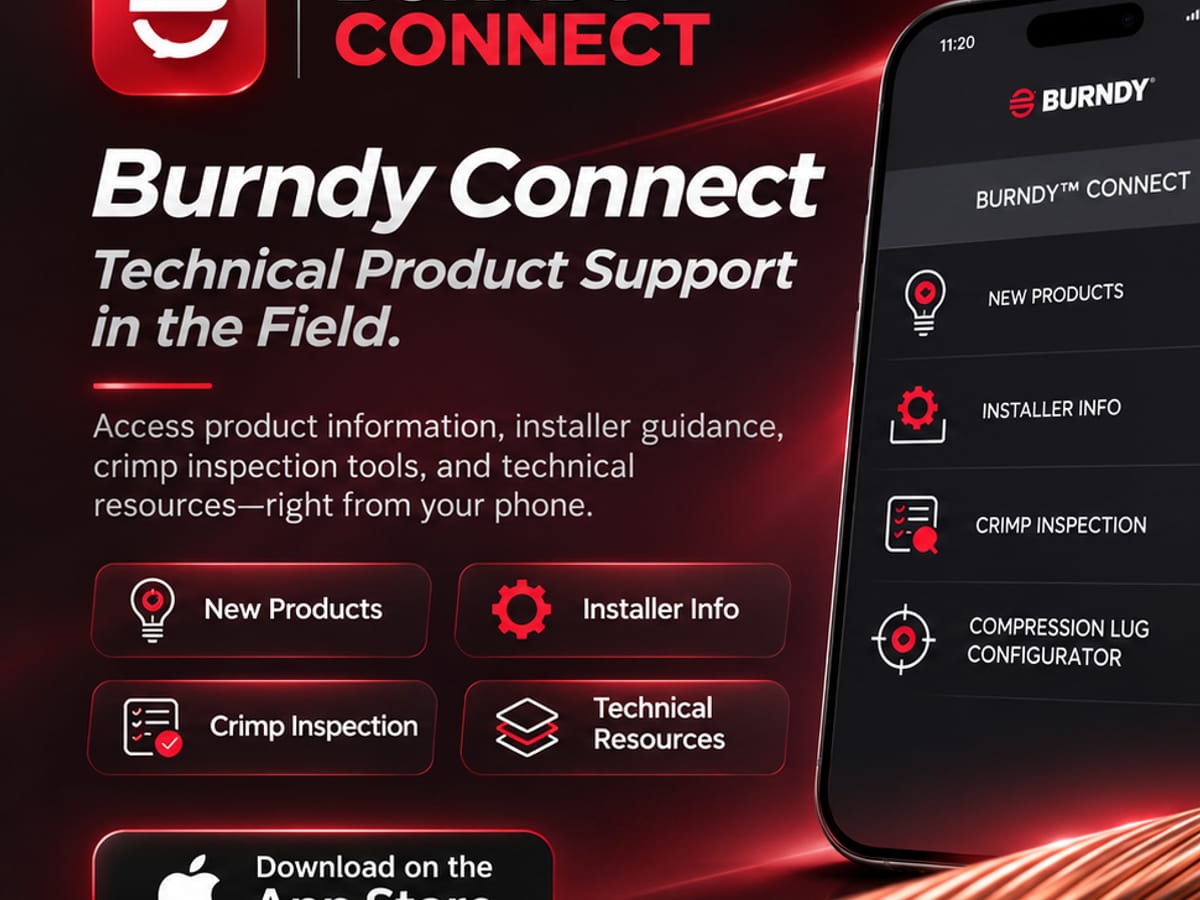 CONNECT
Burndy Connect
Technical Product Support
in the Field.
Access product information, installer guidance,
crimp inspection tools, and technical
resources—right from your phone.
New Products
Installer Info
Crimp Inspection
Technical
Resources
Download on the
App Store
11:20
BURNDY®
BURNDY™ CONNECT
NEW PRODUCTS
INSTALLER INFO
CRIMP INSPECTION
COMPRESSION LUG
CONFIGURATOR